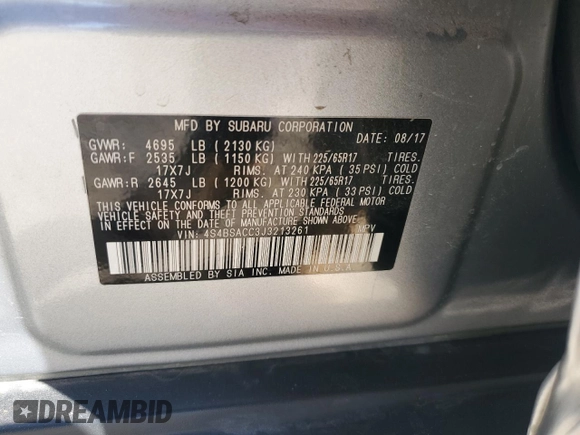 MFD BY SUBARU CORPORATION
GVWR: 4695 LB ( 2130 KG) DATE: 08/17
GAWR:F 2535 LB ( 1150 KG) WITH 225/65R17 TIRES.
17X7J RIMS. AT 240 KPA ( 35 PSI) COLD
GAWR:R 2645 LB ( 1200 KG) WITH 225/65R17 TIRES.
17X7J RIMS. AT 230 KPA ( 33 PSI) COLD
THIS VEHICLE CONFORMS TO ALL APPLICABLE FEDERAL MOTOR
VEHICLE SAFETY AND THEFT PREVENTION STANDARDS
IN EFFECT ON THE DATE OF MANUFACTURE SHOWN ABOVE.
VIN: 4S4BSACC3J3213261 MPV
ASSEMBLED BY SIA INC. MADE IN U.S.A
DREAMBID